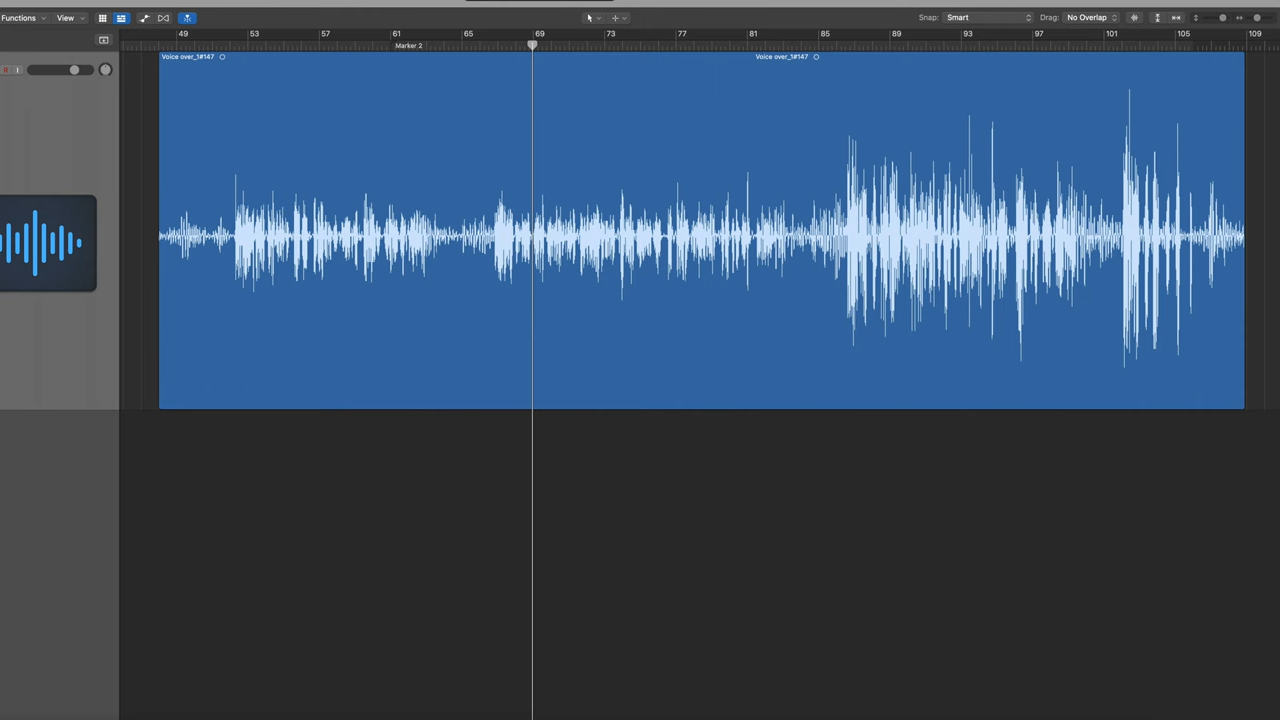 Functions View Snap: Smart Drag: No Overlap
49 53 57 61 65 69 73 77 81 85 89 93 97 101 105 109
Marker 2
Voice over_1#147 Voice over_1#147
R I